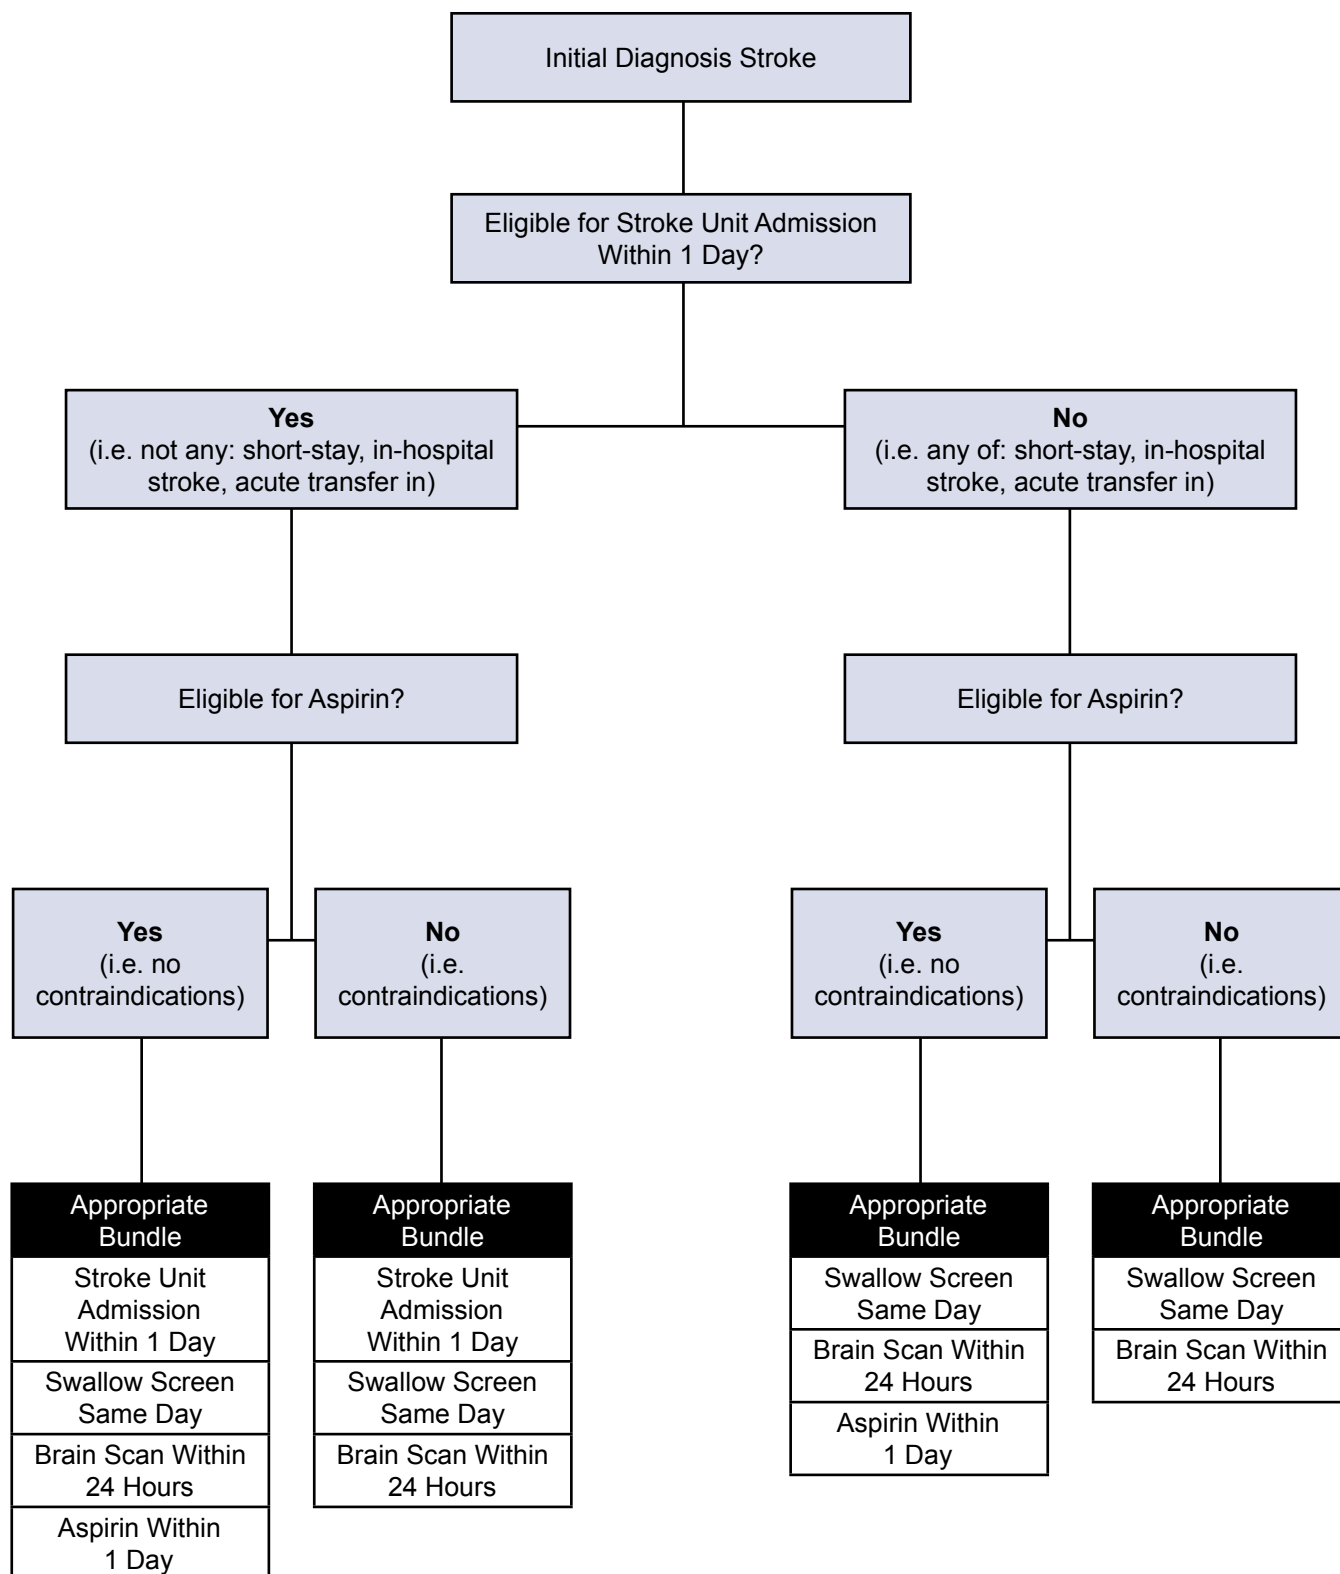 Initial Diagnosis Stroke
Eligible for Stroke Unit Admission
Within 1 Day?
Yes
(i.e. not any: short-stay, in-hospital
stroke, acute transfer in)
No
(i.e. any of: short-stay, in-hospital
stroke, acute transfer in)
Eligible for Aspirin?
Eligible for Aspirin?
Yes
(i.e. no
contraindications)
No
(i.e.
contraindications)
Yes
(i.e. no
contraindications)
No
(i.e.
contraindications)
Appropriate
Bundle
Stroke Unit
Admission
Within 1 Day
Swallow Screen
Same Day
Brain Scan Within
24 Hours
Aspirin Within
1 Day
Appropriate
Bundle
Stroke Unit
Admission
Within 1 Day
Swallow Screen
Same Day
Brain Scan Within
24 Hours
Appropriate
Bundle
Swallow Screen
Same Day
Brain Scan Within
24 Hours
Aspirin Within
1 Day
Appropriate
Bundle
Swallow Screen
Same Day
Brain Scan Within
24 Hours